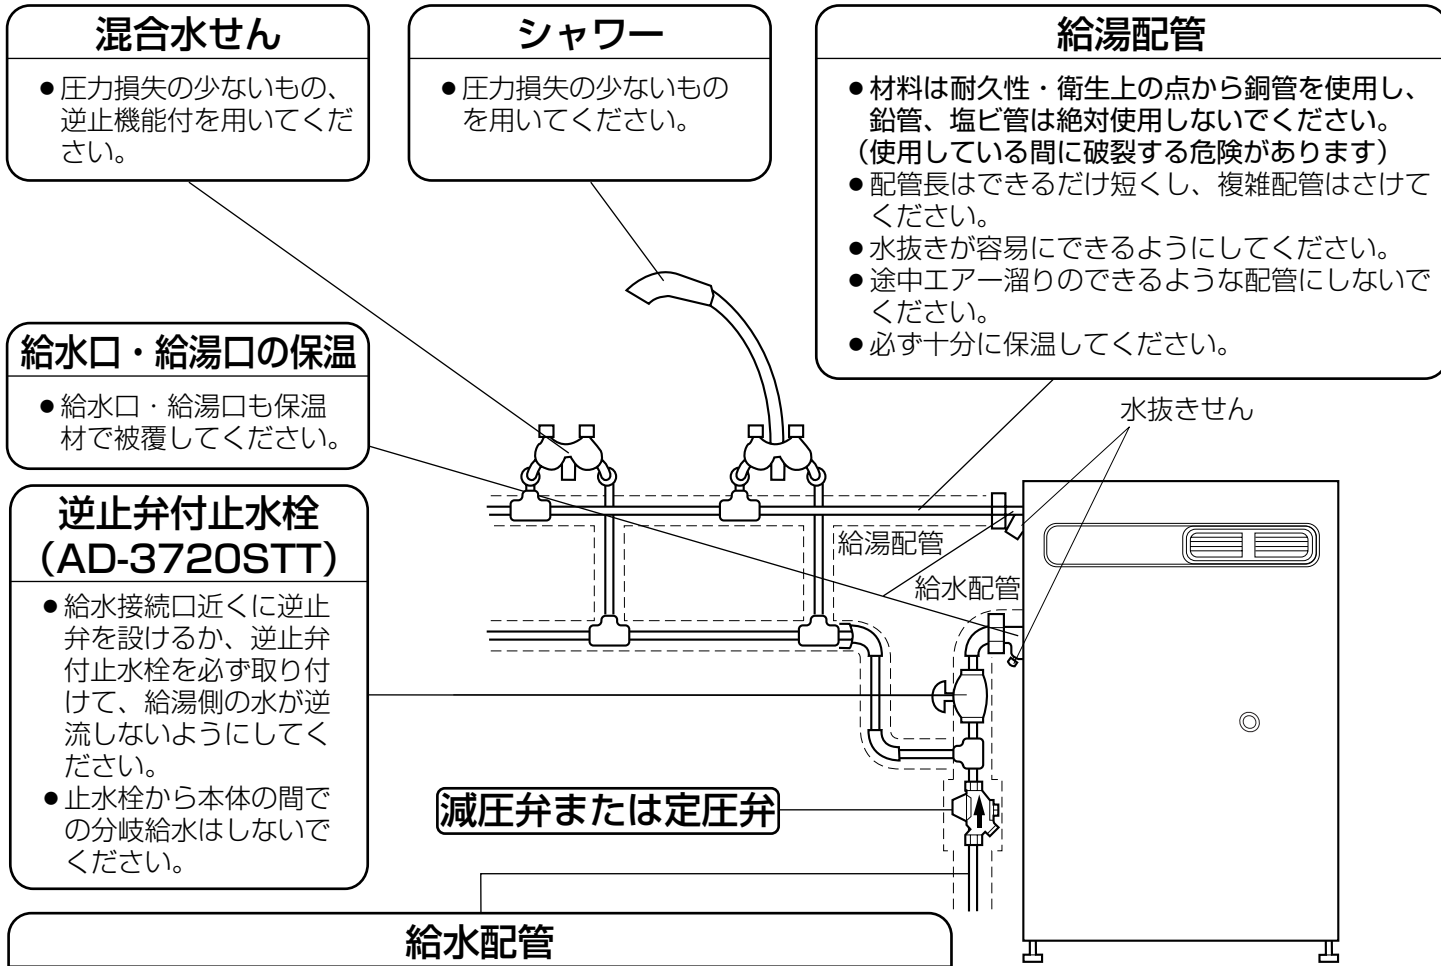 混合水せん
●圧力損失の少ないもの、
逆止機能付を用いてくだ
さい。
シャワー
●圧力損失の少ないもの
を用いてください。
給湯配管
●材料は耐久性・衛生上の点から銅管を使用し、
鉛管、塩ビ管は絶対使用しないでください。
（使用している間に破裂する危険があります）
●配管長はできるだけ短くし、複雑配管はさけて
ください。
●水抜きが容易にできるようにしてください。
●途中エアー溜りのできるような配管にしないで
ください。
●必ず十分に保温してください。
給水口・給湯口の保温
●給水口・給湯口も保温
材で被覆してください。
水抜きせん
逆止弁付止水栓
（AD-3720STT）
●給水接続口近くに逆止
弁を設けるか、逆止弁
付止水栓を必ず取り付
けて、給湯側の水が逆
流しないようにしてく
ださい。
●止水栓から本体の間で
の分岐給水はしないで
ください。
給湯配管
給水配管
減圧弁または定圧弁
給水配管